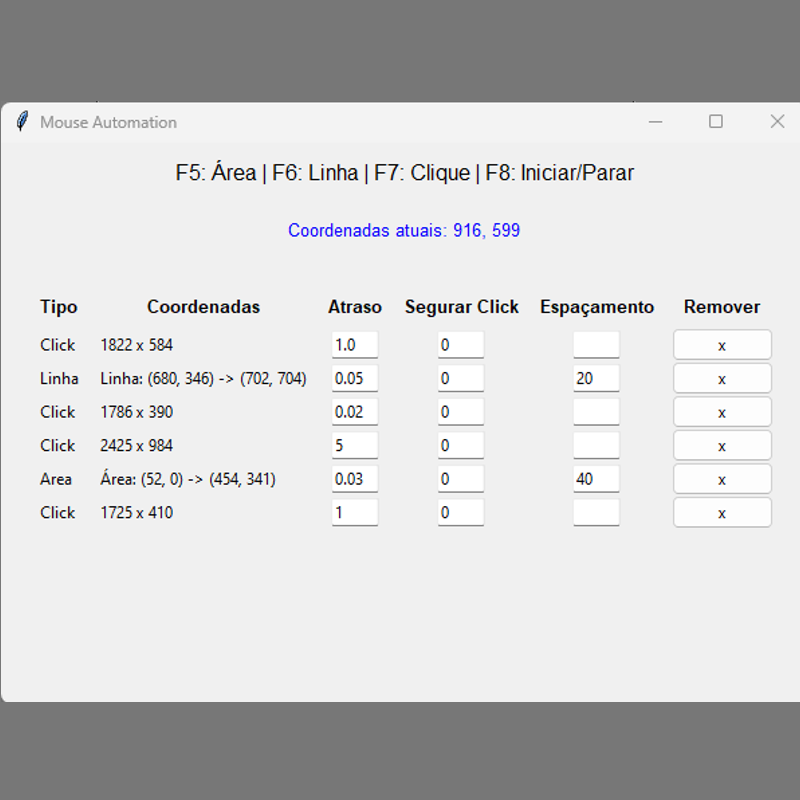 Mouse Automation
F5: Área | F6: Linha | F7: Clique | F8: Iniciar/Parar
Coordenadas atuais: 916, 599
Tipo Coordenadas Atraso Segurar Click Espaçamento Remover
Click 1822 x 584 1.0 0 x
Linha Linha: (680, 346) -> (702, 704) 0.05 0 20 x
Click 1786 x 390 0.02 0 x
Click 2425 x 984 5 0 x
Area Área: (52, 0) -> (454, 341) 0.03 0 40 x
Click 1725 x 410 1 0 x